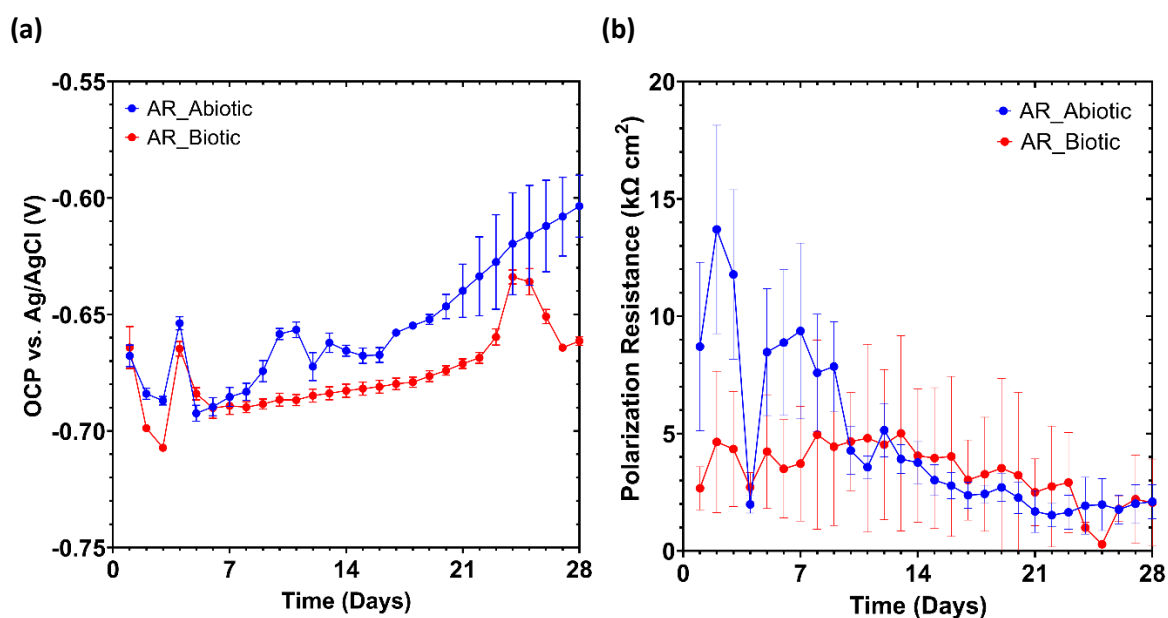 (a)
(b)
-0.55
-0.60
-0.65
-0.70
-0.75
OCP vs. Ag/AgCl (V)
AR_Abiotic
AR_Biotic
0
7
14
21
28
Time (Days)
20
15
10
5
0
Polarization Resistance (kΩ cm²)
AR_Abiotic
AR_Biotic
0
7
14
21
28
Time (Days)